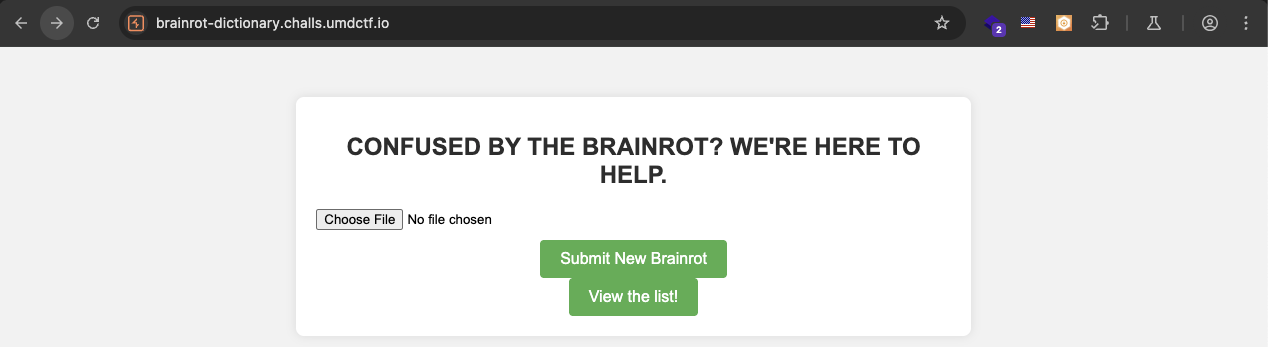 brainrot-dictionary.challs.umdctf.io
2
CONFUSED BY THE BRAINROT? WE'RE HERE TO
HELP.
Choose File No file chosen
Submit New Brainrot
View the list!